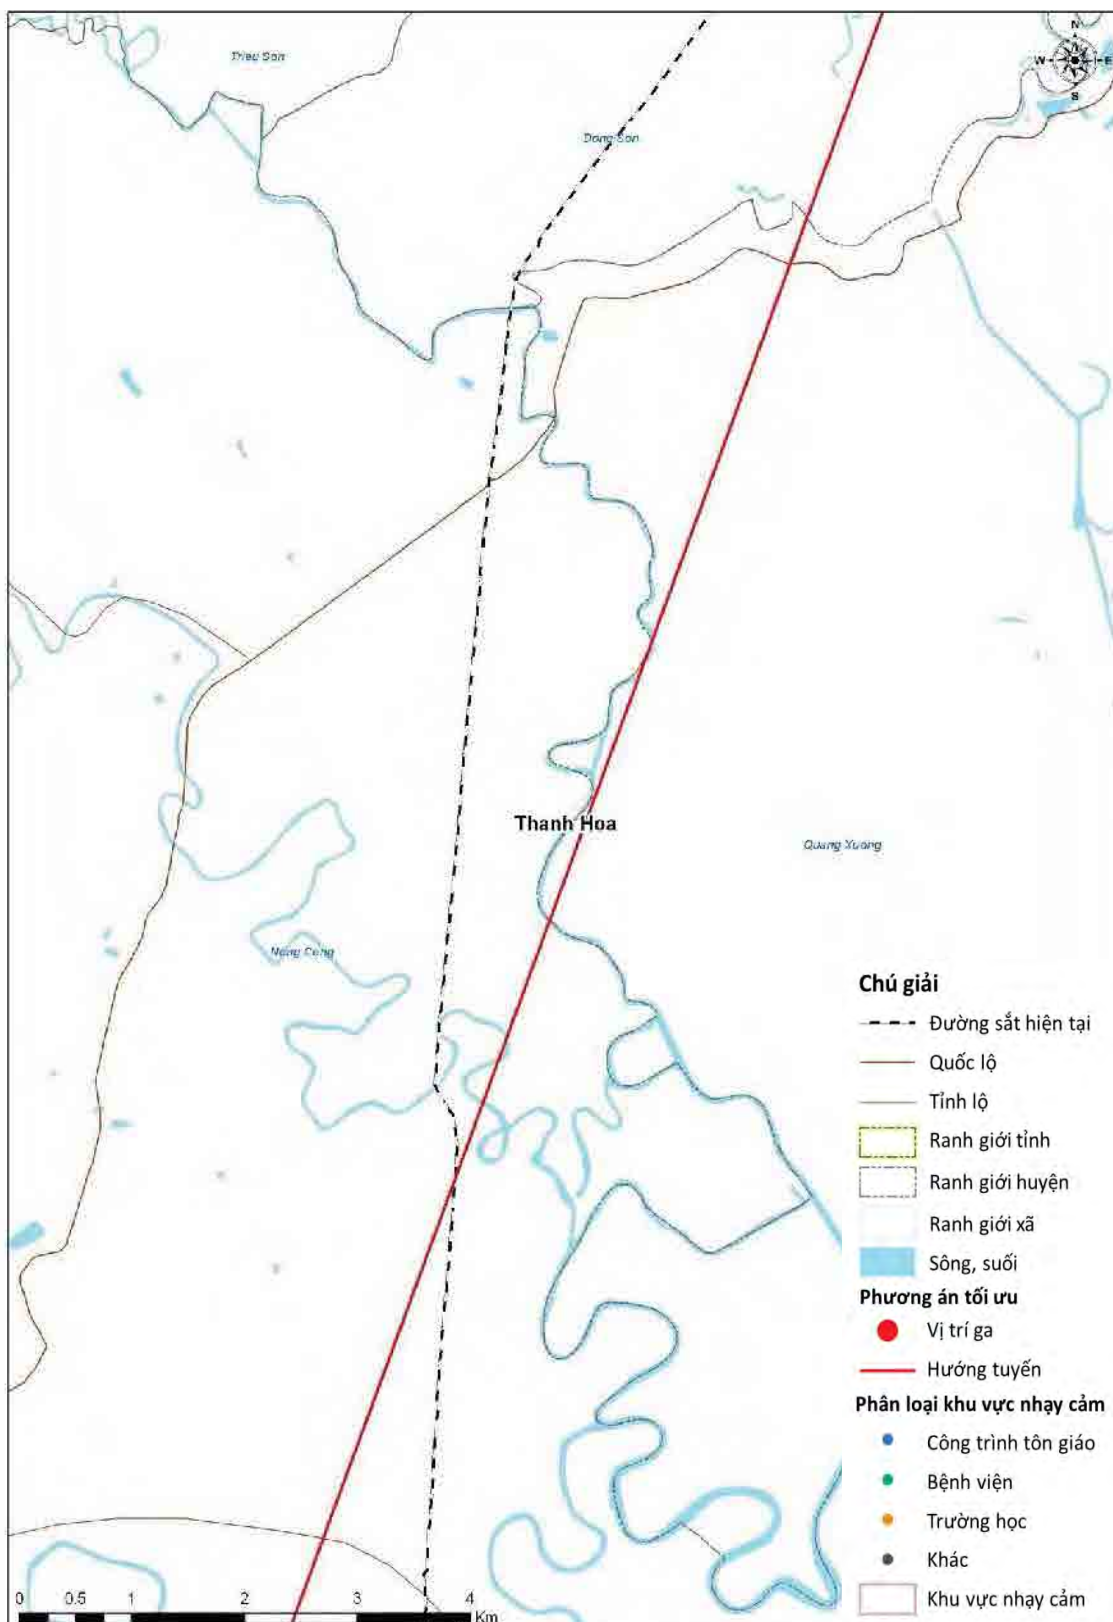 N
W E
S
Trieu Son
Dong Son
Thanh Hoa
Quang Xuong
Nong Cong
Chú giải
Đường sắt hiện tại
Quốc lộ
Tỉnh lộ
Ranh giới tỉnh
Ranh giới huyện
Ranh giới xã
Sông, suối
Phương án tối ưu
Vị trí ga
Hướng tuyến
Phân loại khu vực nhạy cảm
Công trình tôn giáo
Bệnh viện
Trường học
Khác
Khu vực nhạy cảm
0 0.5 1 2 3 4
Km